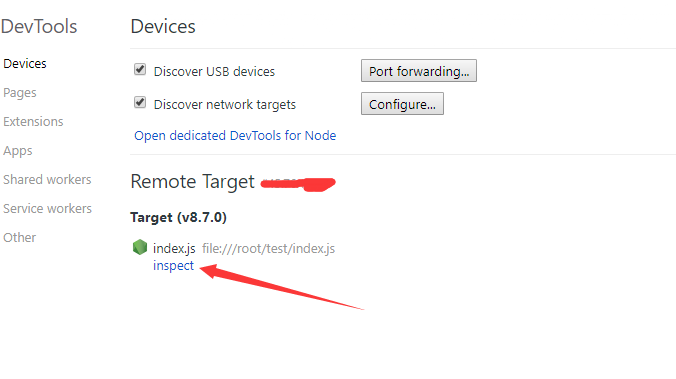 DevTools
Devices
Pages
Extensions
Apps
Shared workers
Service workers
Other
Devices
Discover USB devices Port forwarding...
Discover network targets Configure...
Open dedicated DevTools for Node
Remote Target
Target (v8.7.0)
index.js file:///root/test/index.js
inspect